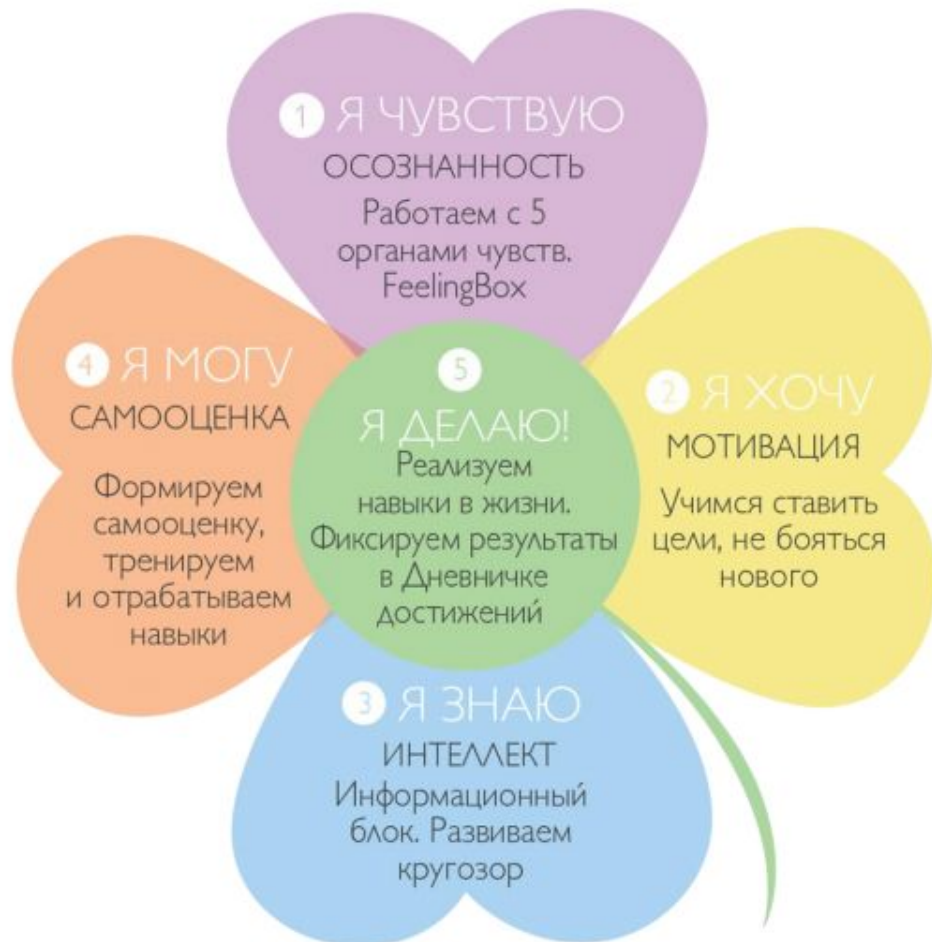 1 Я ЧУВСТВУЮ
ОСОЗНАННОСТЬ
Работаем с 5
органами чувств.
FeelingBox
2 Я ХОЧУ
МОТИВАЦИЯ
Учимся ставить
цели, не бояться
нового
3 Я ЗНАЮ
ИНТЕЛЛЕКТ
Информационный
блок. Развиваем
кругозор
4 Я МОГУ
САМООЦЕНКА
Формируем
самооценку,
тренируем
и отрабатываем
навыки
5
Я ДЕЛАЮ!
Реализуем
навыки в жизни.
Фиксируем результаты
в Дневничке
достижений